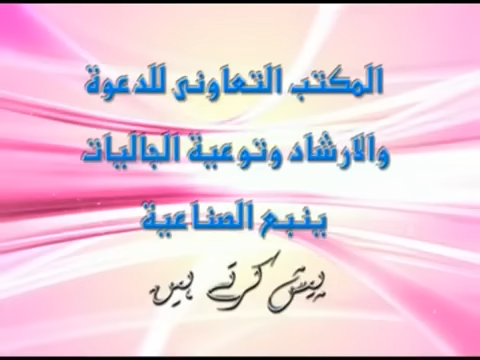 المكتب التعاونى للدعوة
والارشاد وتوعية الجاليات
ينبع الصناعية
پیش کرتے ہیں